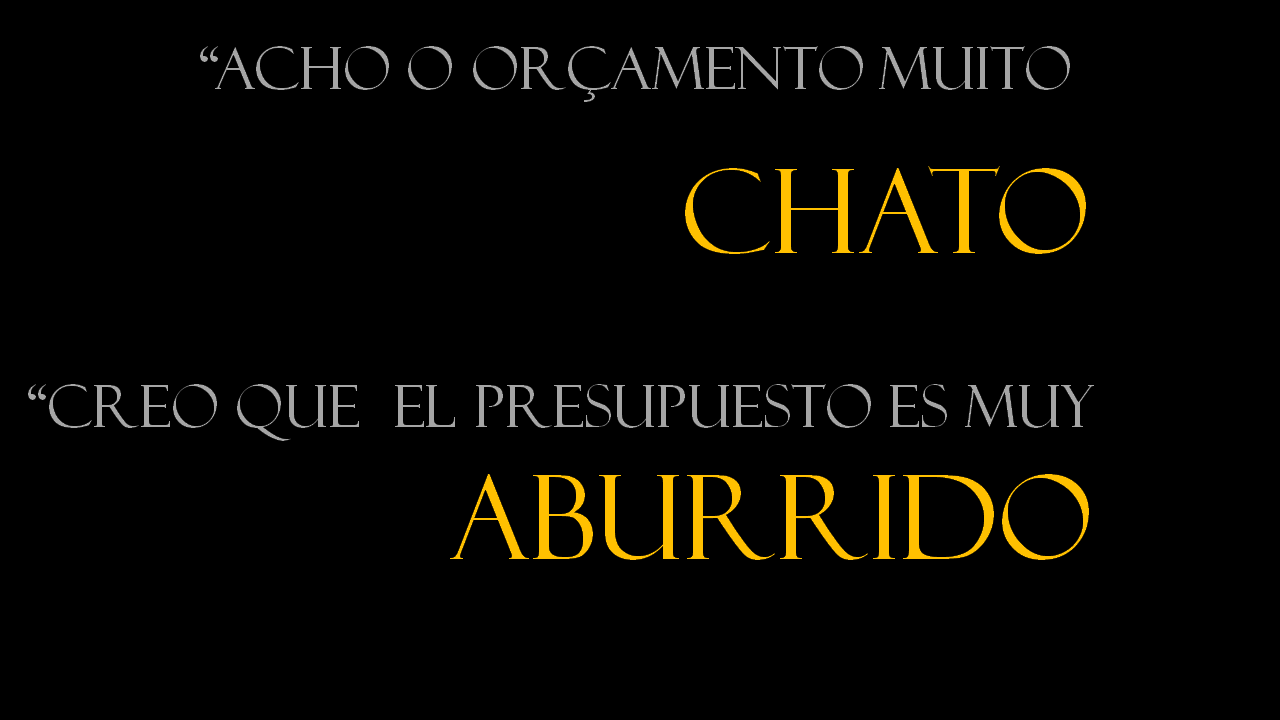 “ACHO O ORÇAMENTO MUITO
CHATO
“CREO QUE EL PRESUPUESTO ES MUY
ABURRIDO